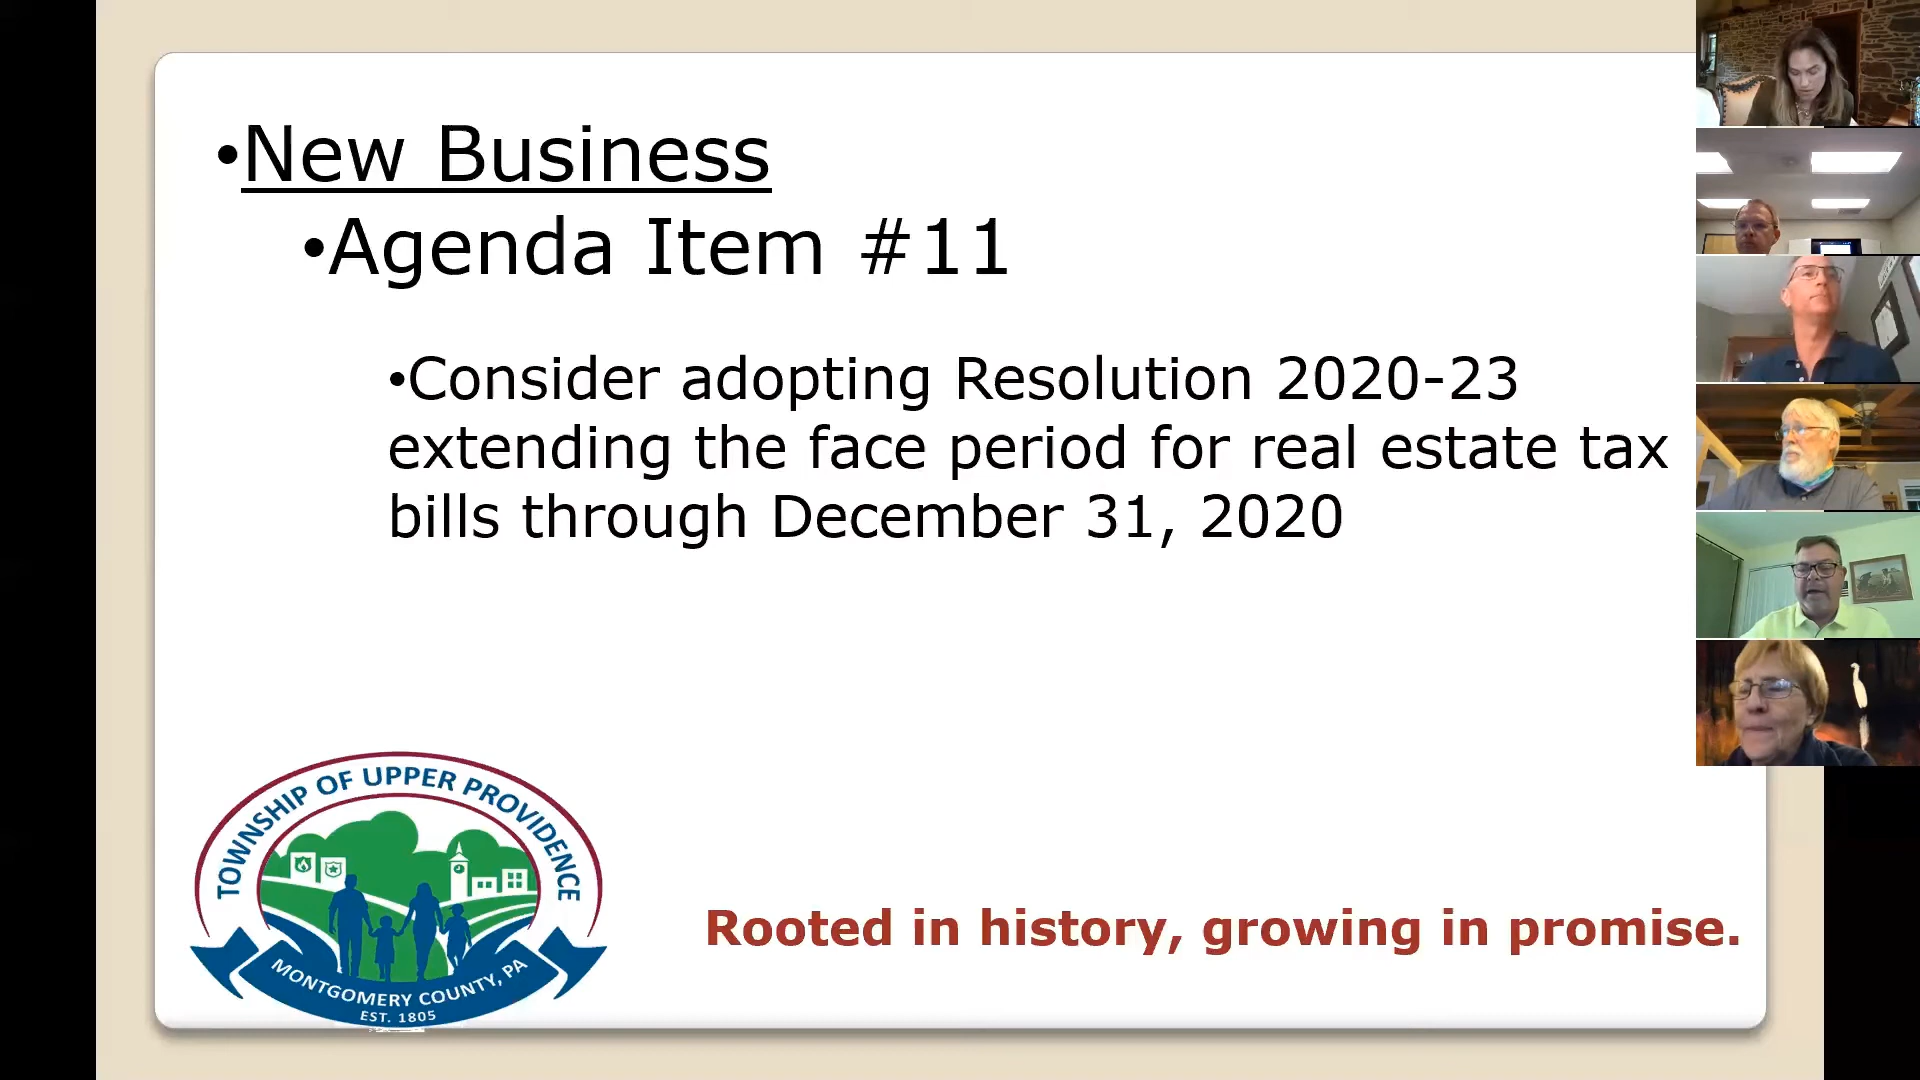 •New Business
•Agenda Item #11
•Consider adopting Resolution 2020-23
extending the face period for real estate tax
bills through December 31, 2020
TOWNSHIP OF UPPER PROVIDENCE
MONTGOMERY COUNTY, PA
EST. 1805
Rooted in history, growing in promise.